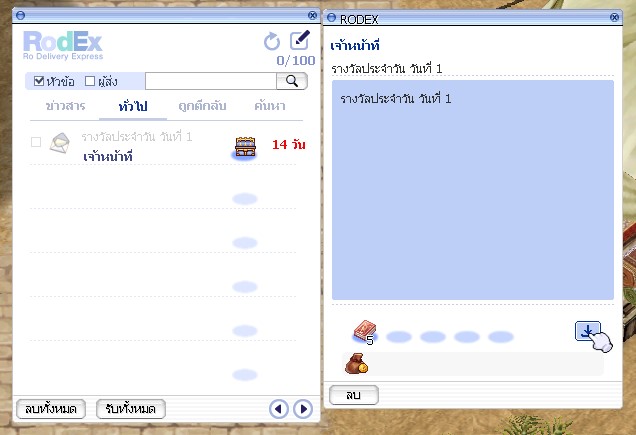 RodEx
Ro Delivery Express
0/100
หัวข้อ ผู้ส่ง
ข่าวสาร ทั่วไป ถูกตีกลับ ค้นหา
รางวัลประจำวัน วันที่ 1
เจ้าหน้าที่
14 วัน
ลบทั้งหมด รับทั้งหมด
RODEX
เจ้าหน้าที่
รางวัลประจำวัน วันที่ 1
รางวัลประจำวัน วันที่ 1
5
ลบ